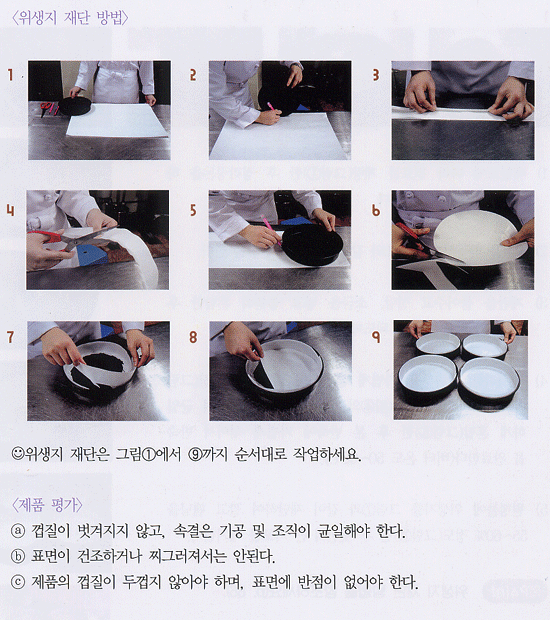 〈위생지 재단 방법〉
1
2
3
4
5
6
7
8
9
☺위생지 재단은 그림①에서 ⑨까지 순서대로 작업하세요.
〈제품 평가〉
ⓐ 껍질이 벗겨지지 않고, 속결은 기공 및 조직이 균일해야 한다.
ⓑ 표면이 건조하거나 찌그러져서는 안된다.
ⓒ 제품의 껍질이 두껍지 않아야 하며, 표면에 반점이 없어야 한다.